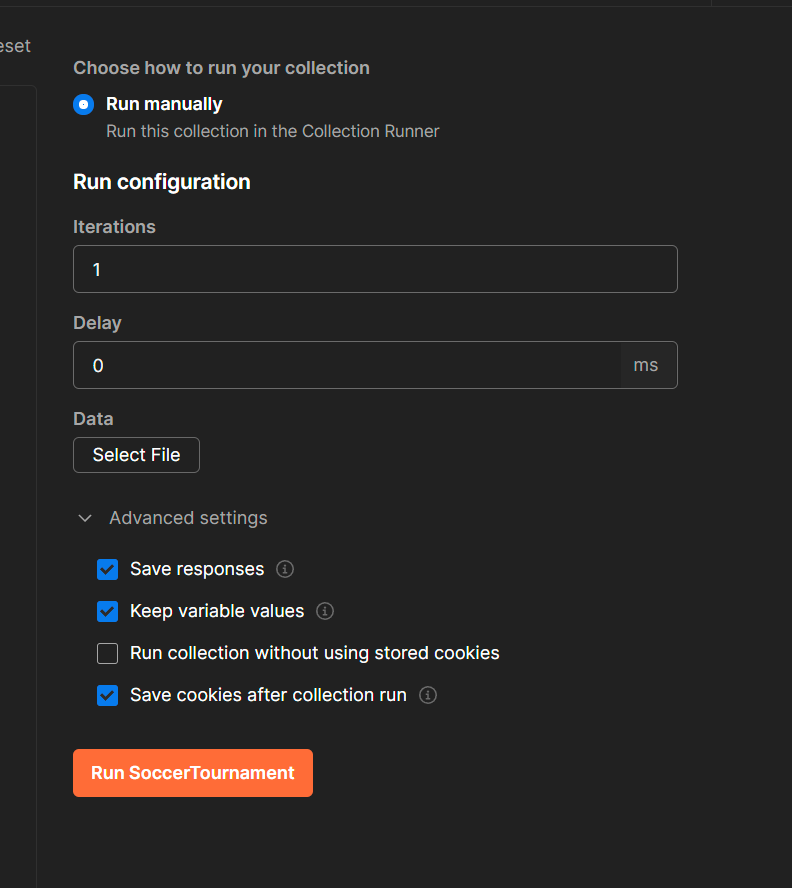 eset
Choose how to run your collection
Run manually
Run this collection in the Collection Runner
Run configuration
Iterations
1
Delay
0 ms
Data
Select File
Advanced settings
Save responses
Keep variable values
Run collection without using stored cookies
Save cookies after collection run
Run SoccerTournament